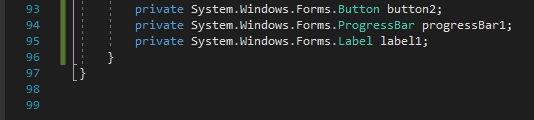 93 private System.Windows.Forms.Button button2;
94 private System.Windows.Forms.ProgressBar progressBar1;
95 private System.Windows.Forms.Label label1;
96 }
97 }
98
99